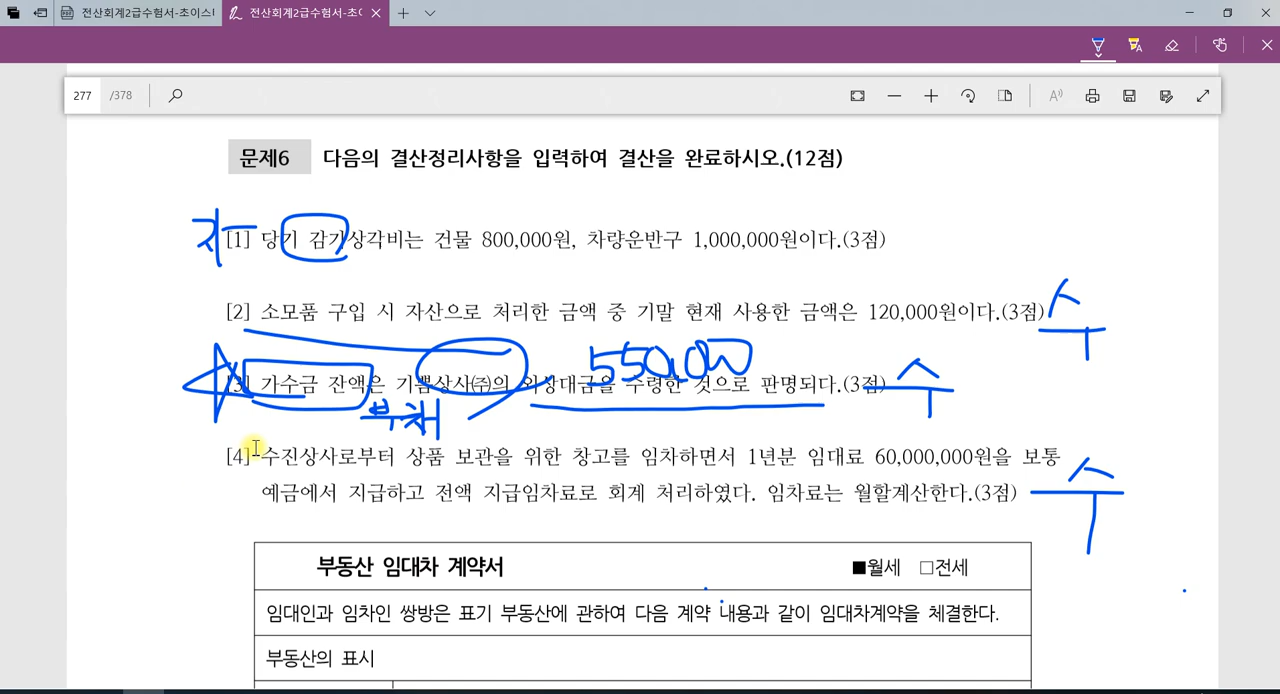 전산회계2급수험서-초이스
전산회계2급수험서-초이
277 /378
문제6 다음의 결산정리사항을 입력하여 결산을 완료하시오.(12점)
자
[1] 당기 감가상각비는 건물 800,000원, 차량운반구 1,000,000원이다.(3점)
[2] 소모품 구입 시 자산으로 처리한 금액 중 기말 현재 사용한 금액은 120,000원이다.(3점) 수
550,000
[3] 가수금 잔액은 기쁨상사㈜의 외상대금을 수령한 것으로 판명되다.(3점) 수
부채
[4] 수진상사로부터 상품 보관을 위한 창고를 임차하면서 1년분 임대료 60,000,000원을 보통
예금에서 지급하고 전액 지급임차료로 회계 처리하였다. 임차료는 월할계산한다.(3점) 수
부동산 임대차 계약서 ■월세 □전세
임대인과 임차인 쌍방은 표기 부동산에 관하여 다음 계약 내용과 같이 임대차계약을 체결한다.
부동산의 표시